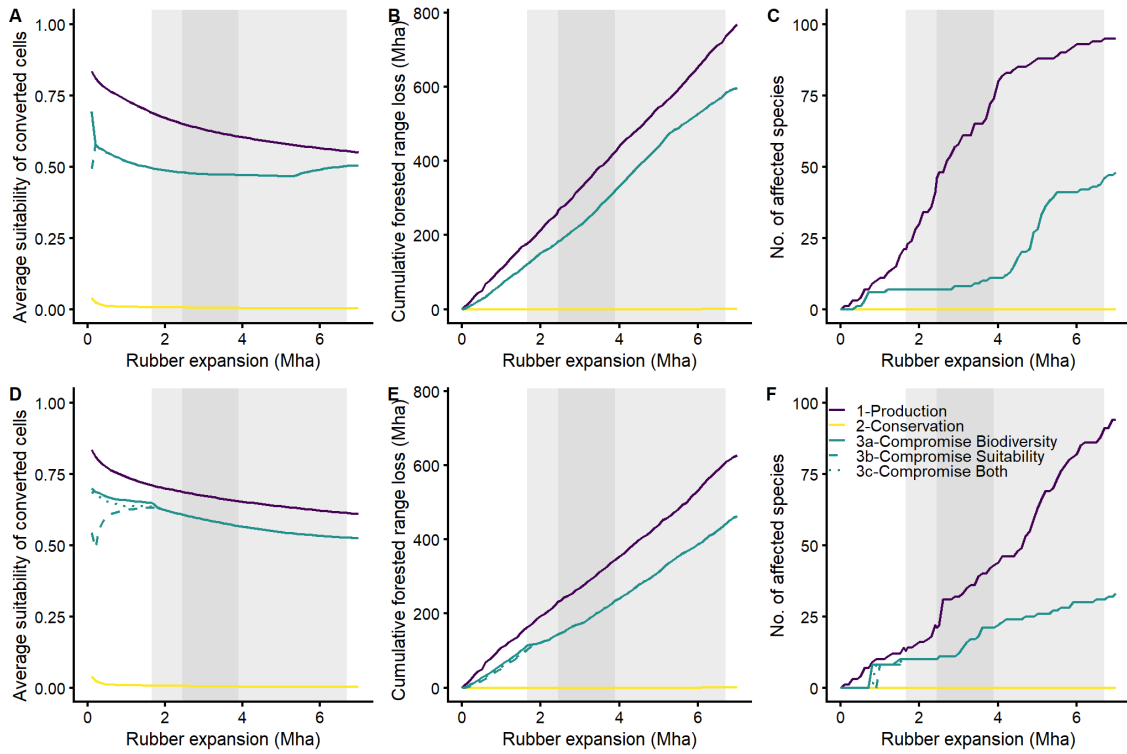 A
B
C
1.00
0.75
0.50
0.25
0.00
Average suitability of converted cells
0
2
4
6
Rubber expansion (Mha)
800
600
400
200
0
Cumulative forested range loss (Mha)
0
2
4
6
Rubber expansion (Mha)
100
75
50
25
0
No. of affected species
0
2
4
6
Rubber expansion (Mha)
D
E
F
1.00
0.75
0.50
0.25
0.00
Average suitability of converted cells
0
2
4
6
Rubber expansion (Mha)
800
600
400
200
0
Cumulative forested range loss (Mha)
0
2
4
6
Rubber expansion (Mha)
100
75
50
25
0
No. of affected species
1-Production
2-Conservation
3a-Compromise Biodiversity
3b-Compromise Suitability
3c-Compromise Both
0
2
4
6
Rubber expansion (Mha)